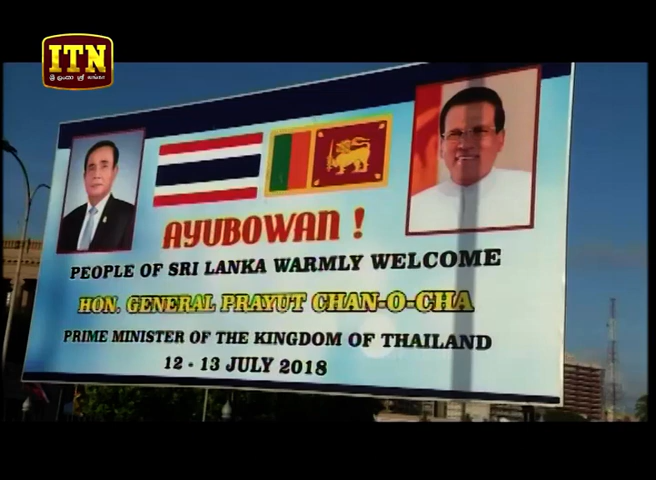 ITN
ශ්‍රී ලංකා ஸ்ரீ லங்கா
AYUBOWAN !
PEOPLE OF SRI LANKA WARMLY WELCOME
HON. GENERAL PRAYUT CHAN-O-CHA
PRIME MINISTER OF THE KINGDOM OF THAILAND
12 - 13 JULY 2018